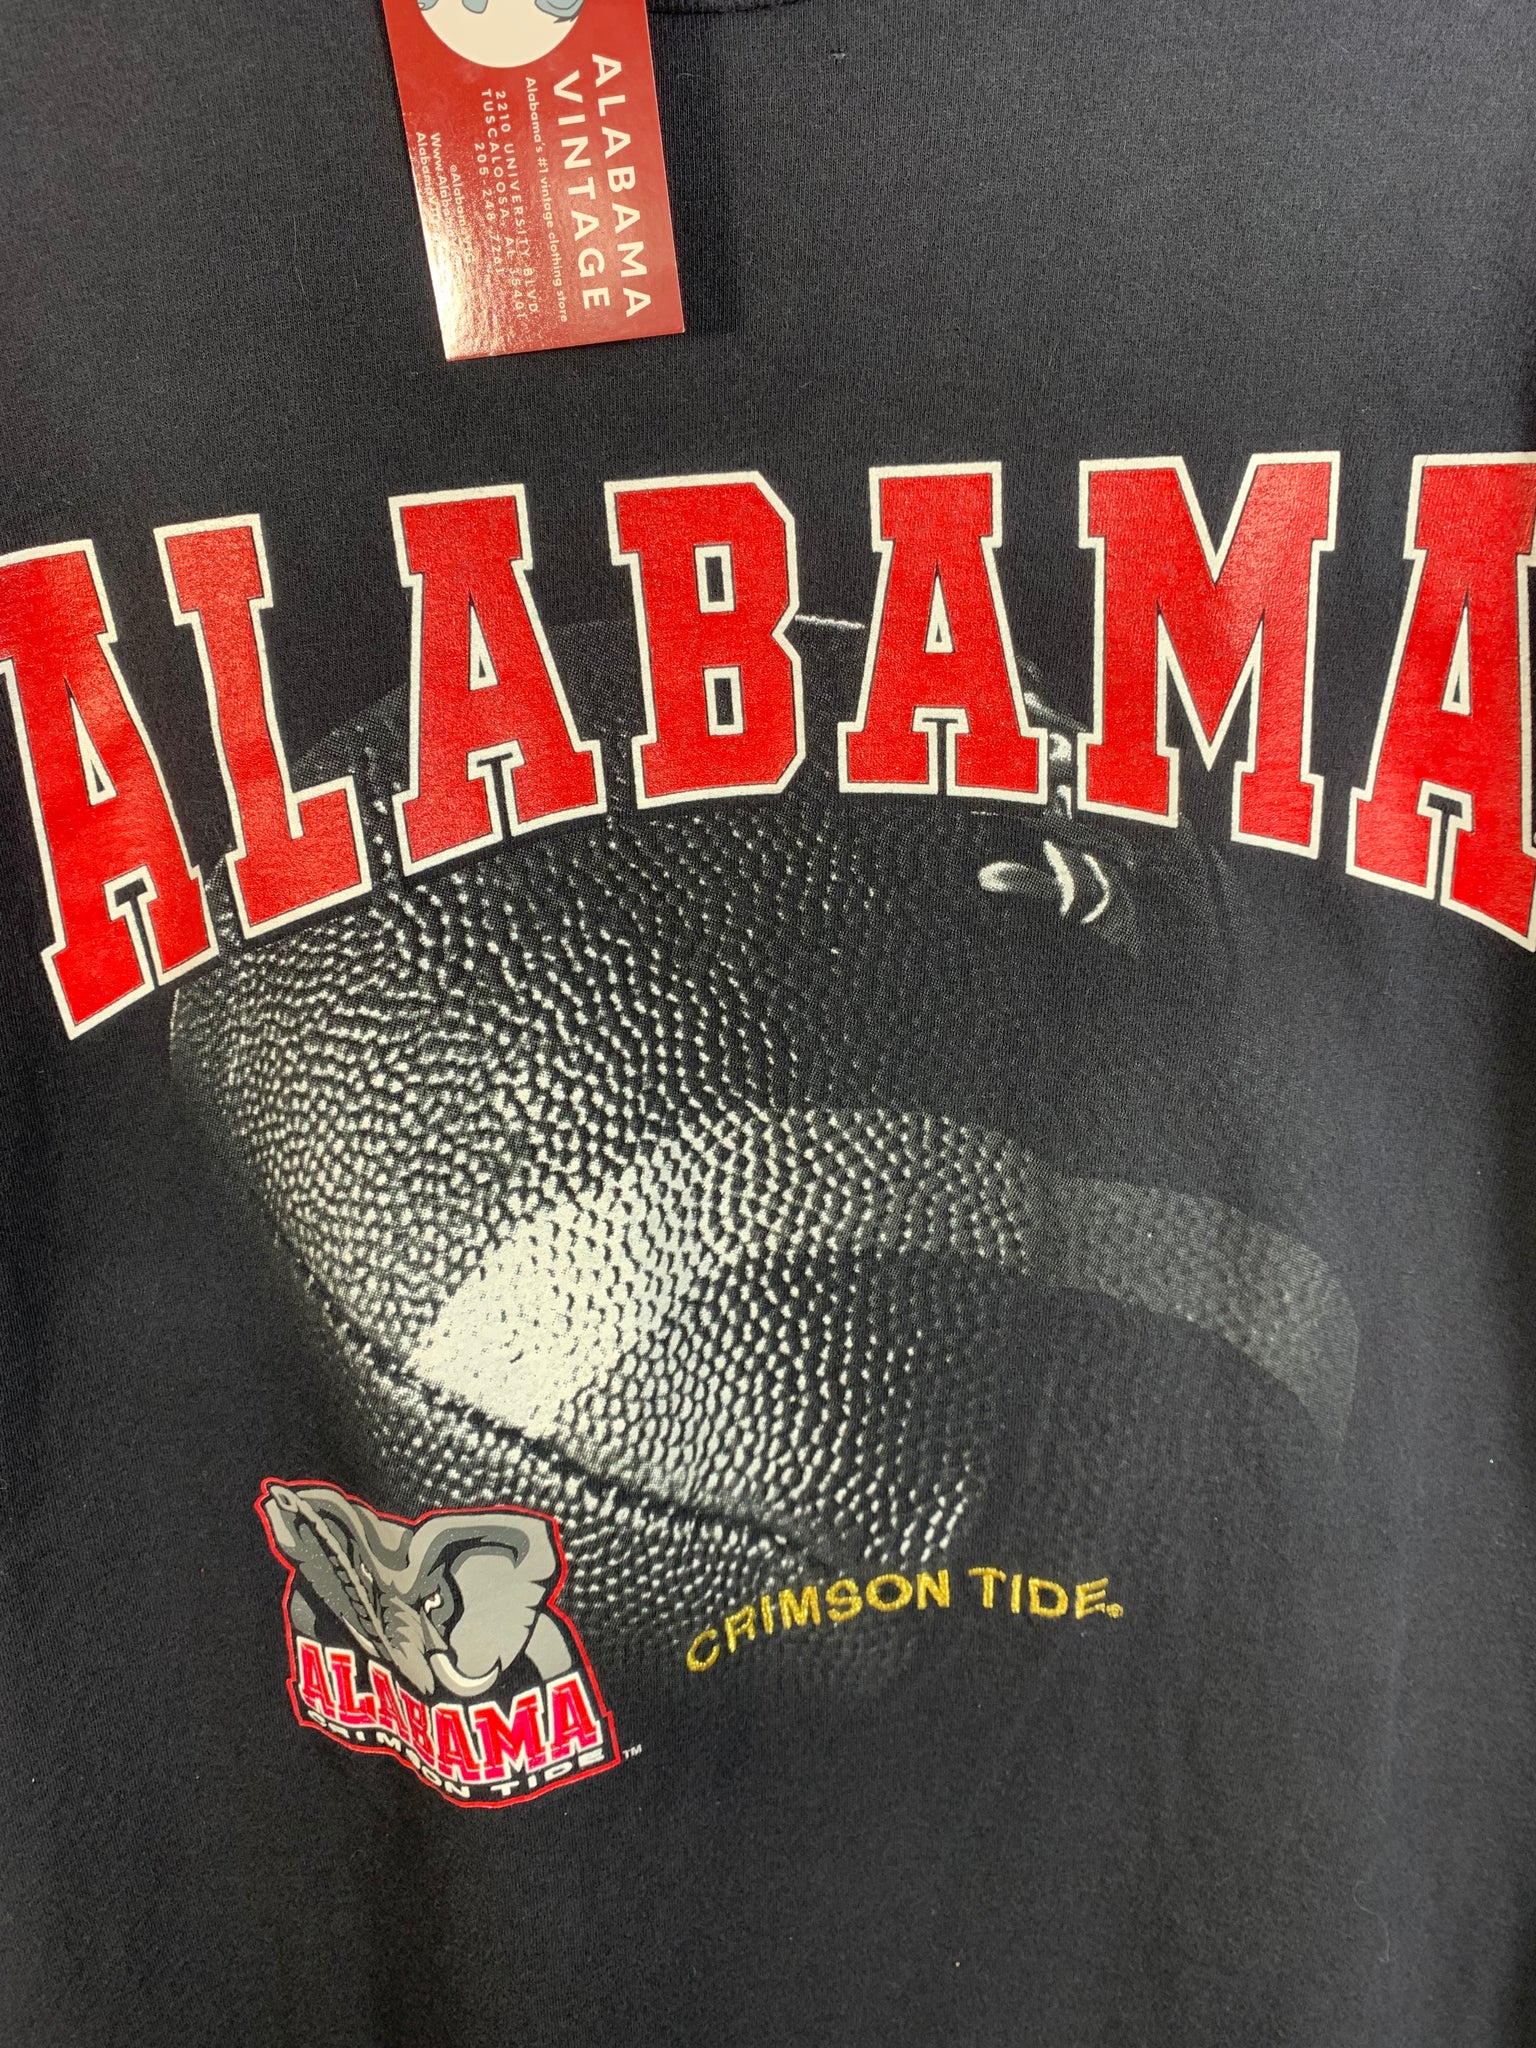 ALABAMA
VINTAGE
Alabama's #1 vintage clothing store
2210 UNIVERSITY BLVD.
TUSCALOOSA, AL 35401
205-248-7261
ALABAMA
CRIMSON TIDE®
ALABAMA
CRIMSON TIDE™